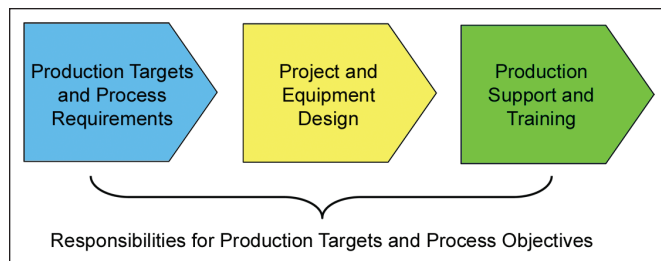 Production Targets
and Process
Requirements
Project and
Equipment
Design
Production
Support and
Training
Responsibilities for Production Targets and Process Objectives